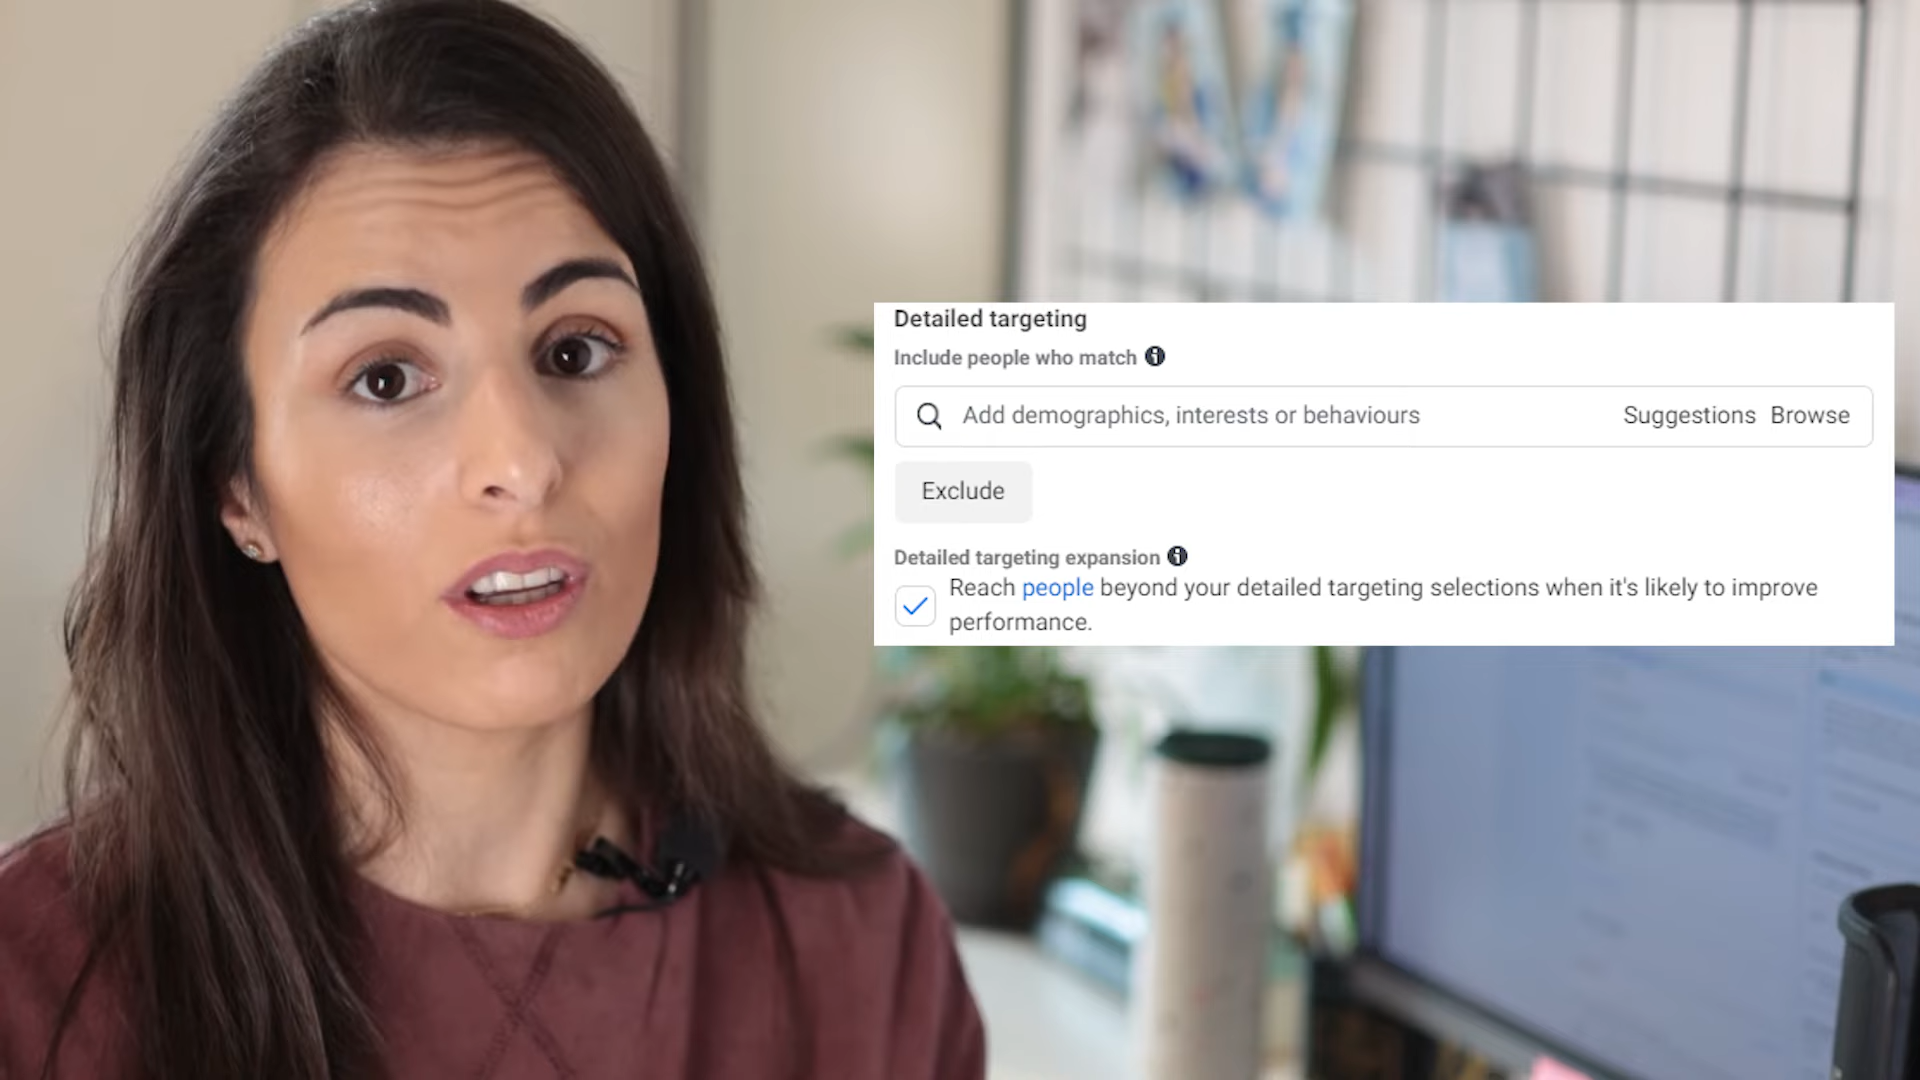 Detailed targeting
Include people who match
Add demographics, interests or behaviours Suggestions Browse
Exclude
Detailed targeting expansion
Reach people beyond your detailed targeting selections when it's likely to improve
performance.